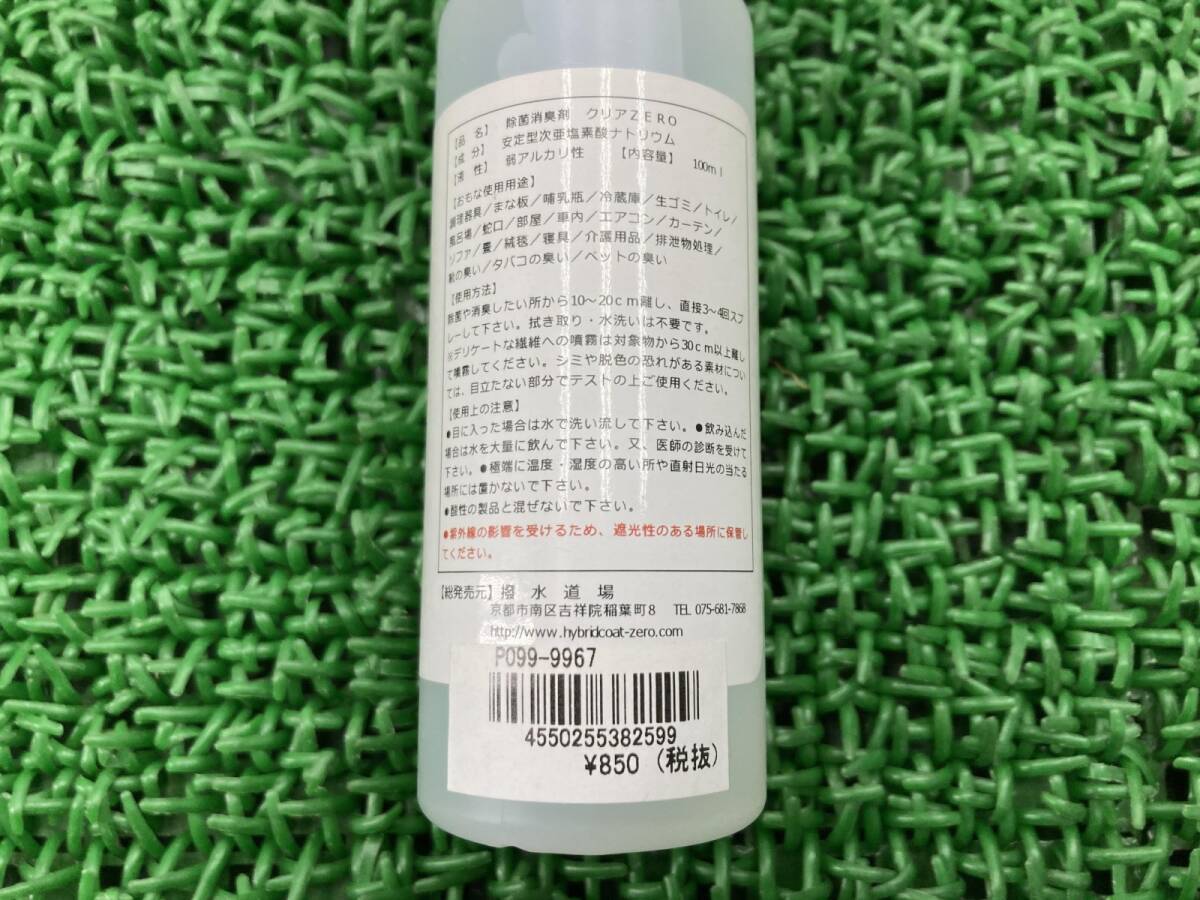 【品 名】 除菌消臭剤 クリアZERO
【成 分】 安定型次亜塩素酸ナトリウム
【液 性】 弱アルカリ性 【内容量】 100ml
【おもな使用用途】
調理器具/まな板/哺乳瓶/冷蔵庫/生ゴミ/トイレ/
風呂場/蛇口/部屋/車内/エアコン/カーテン/
ソファ/畳/絨毯/寝具/介護用品/排泄物処理/
靴の臭い/タバコの臭い/ペットの臭い
【使用方法】
除菌や消臭したい所から10〜20cm離し、直接3〜4回スプ
レーして下さい。拭き取り・水洗いは不要です。
※デリケートな繊維への噴霧は対象物から30cm以上離し
て噴霧してください。シミや脱色の恐れがある素材につい
ては、目立たない部分でテストの上ご使用ください。
【使用上の注意】
●目に入った場合は水で洗い流して下さい。●飲み込んだ
場合は水を大量に飲んで下さい。又、医師の診断を受けて
下さい。●極端に温度・湿度の高い所や直射日光の当たる
場所には置かないで下さい。
●酸性の製品と混ぜないで下さい。
●紫外線の影響を受けるため、遮光性のある場所に保管し
てください。
【総発売元】撥 水 道 場
京都市南区吉祥院稲葉町8 TEL 075-681-7868
http://www.hybridcoat-zero.com
P099-9967
4550255382599
¥850 (税抜)